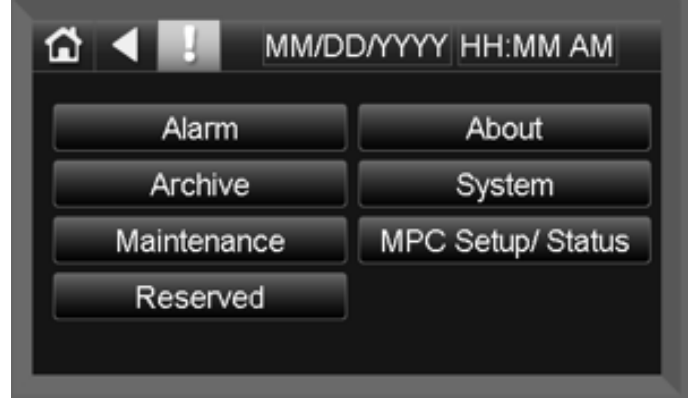 ! MM/DD/YYYY HH:MM AM
Alarm About
Archive System
Maintenance MPC Setup/ Status
Reserved